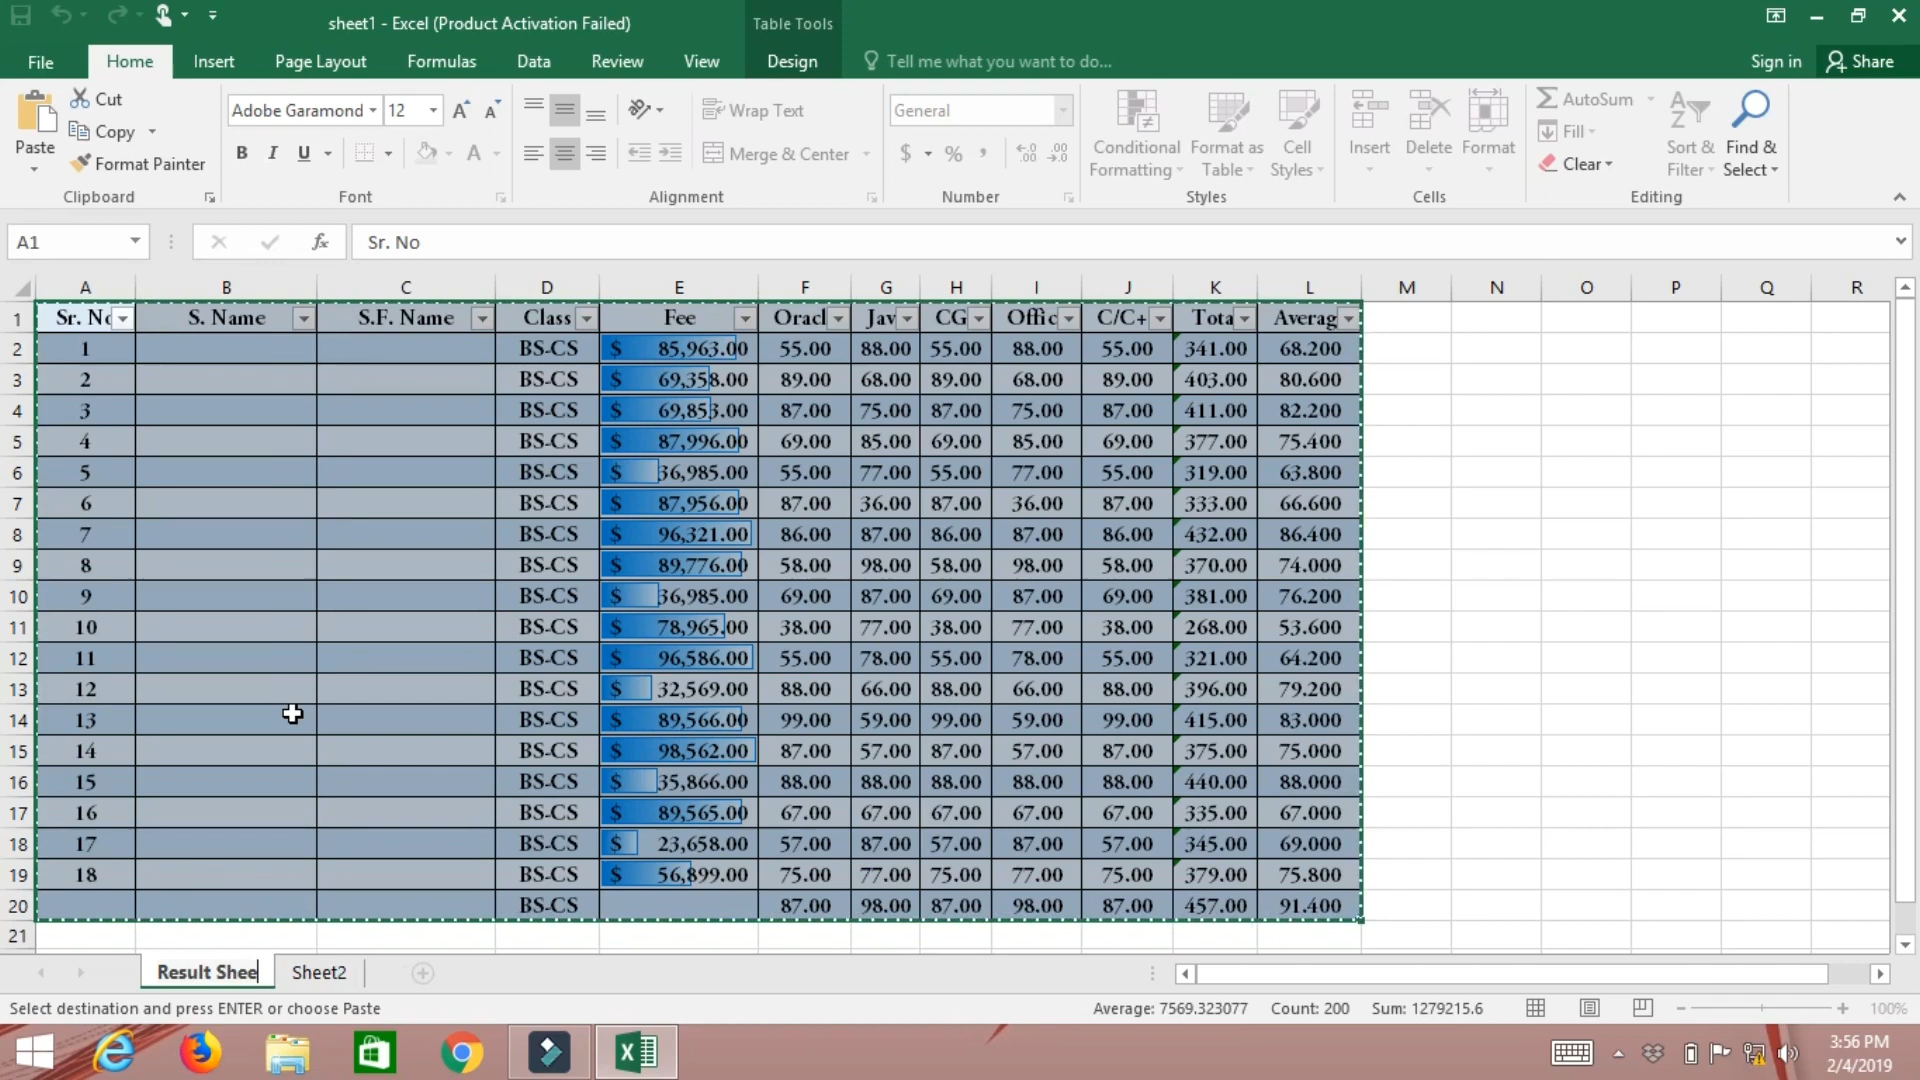 sheet1 - Excel (Product Activation Failed)
Table Tools
File Home Insert Page Layout Formulas Data Review View Design Tell me what you want to do... Sign in Share
Paste
Cut
Copy
Format Painter
Clipboard
Adobe Garamond 12
B I U
Font
Wrap Text
Merge & Center
Alignment
General
$ % ,
Number
Conditional Formatting
Format as Table
Cell Styles
Styles
Insert Delete Format
Cells
AutoSum
Fill
Clear
Sort & Filter
Find & Select
Editing
A1 fx Sr. No
A B C D E F G H I J K L M N O P Q R
1 Sr. No S. Name S.F. Name Class Fee Oracl Jav CG Offic C/C+ Tota Averag
2 1 BS-CS $ 85,963.00 55.00 88.00 55.00 88.00 55.00 341.00 68.200
3 2 BS-CS $ 69,358.00 89.00 68.00 89.00 68.00 89.00 403.00 80.600
4 3 BS-CS $ 69,853.00 87.00 75.00 87.00 75.00 87.00 411.00 82.200
5 4 BS-CS $ 87,996.00 69.00 85.00 69.00 85.00 69.00 377.00 75.400
6 5 BS-CS $ 36,985.00 55.00 77.00 55.00 77.00 55.00 319.00 63.800
7 6 BS-CS $ 87,956.00 87.00 36.00 87.00 36.00 87.00 333.00 66.600
8 7 BS-CS $ 96,321.00 86.00 87.00 86.00 87.00 86.00 432.00 86.400
9 8 BS-CS $ 89,776.00 58.00 98.00 58.00 98.00 58.00 370.00 74.000
10 9 BS-CS $ 36,985.00 69.00 87.00 69.00 87.00 69.00 381.00 76.200
11 10 BS-CS $ 78,965.00 38.00 77.00 38.00 77.00 38.00 268.00 53.600
12 11 BS-CS $ 96,586.00 55.00 78.00 55.00 78.00 55.00 321.00 64.200
13 12 BS-CS $ 32,569.00 88.00 66.00 88.00 66.00 88.00 396.00 79.200
14 13 BS-CS $ 89,566.00 99.00 59.00 99.00 59.00 99.00 415.00 83.000
15 14 BS-CS $ 98,562.00 87.00 57.00 87.00 57.00 87.00 375.00 75.000
16 15 BS-CS $ 35,866.00 88.00 88.00 88.00 88.00 88.00 440.00 88.000
17 16 BS-CS $ 89,565.00 67.00 67.00 67.00 67.00 67.00 335.00 67.000
18 17 BS-CS $ 23,658.00 57.00 87.00 57.00 87.00 57.00 345.00 69.000
19 18 BS-CS $ 56,899.00 75.00 77.00 75.00 77.00 75.00 379.00 75.800
20 BS-CS 87.00 98.00 87.00 98.00 87.00 457.00 91.400
21
Result Shee Sheet2
Select destination and press ENTER or choose Paste Average: 7569.323077 Count: 200 Sum: 1279215.6 100%
3:56 PM
2/4/2019